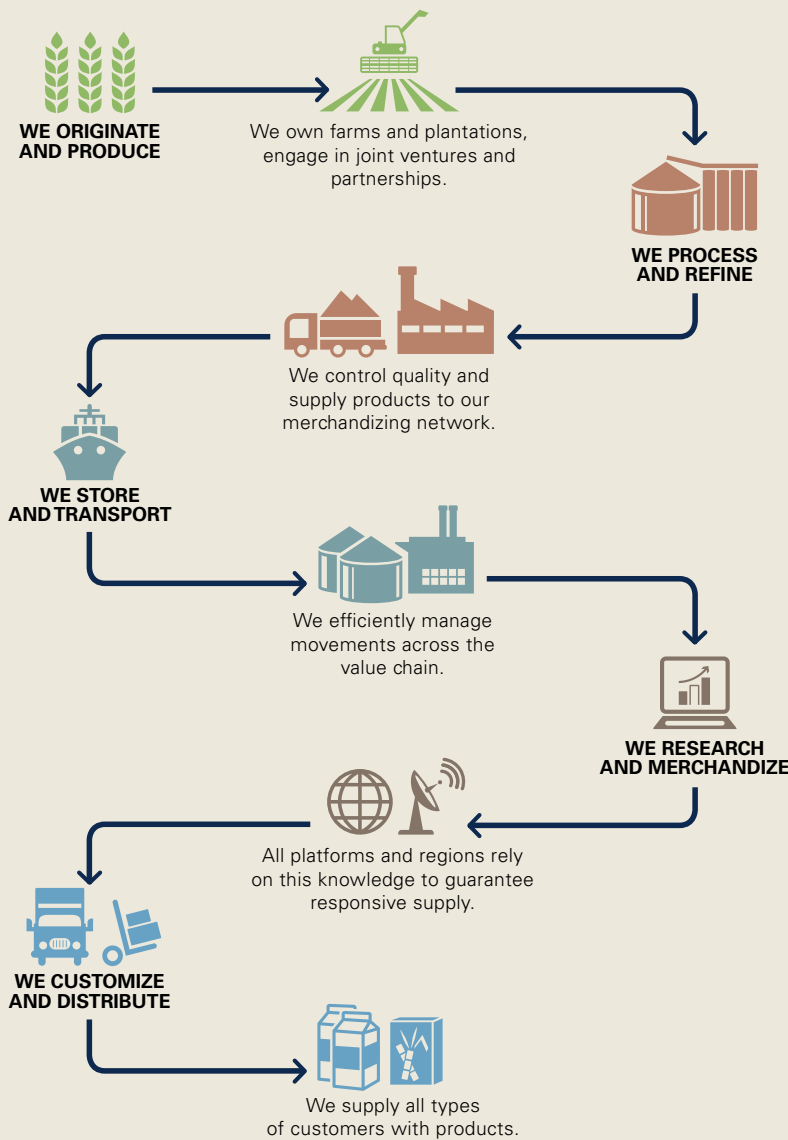 WE ORIGINATE
AND PRODUCE
We own farms and plantations,
engage in joint ventures and
partnerships.
WE PROCESS
AND REFINE
We control quality and
supply products to our
merchandizing network.
WE STORE
AND TRANSPORT
We efficiently manage
movements across the
value chain.
WE RESEARCH
AND MERCHANDIZE
All platforms and regions rely
on this knowledge to guarantee
responsive supply.
WE CUSTOMIZE
AND DISTRIBUTE
We supply all types
of customers with products.